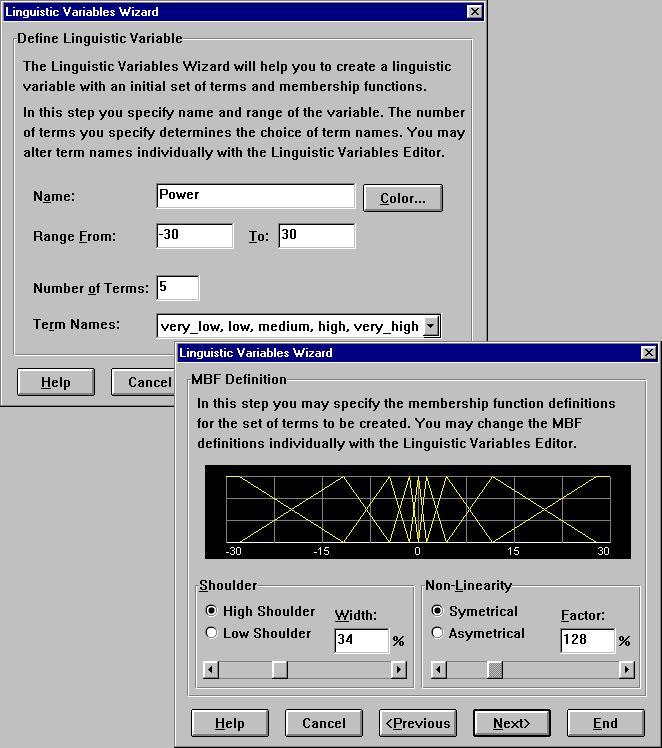 Linguistic Variables Wizard
Define Linguistic Variable
The Linguistic Variables Wizard will help you to create a linguistic
variable with an initial set of terms and membership functions.
In this step you specify name and range of the variable. The number
of terms you specify determines the choice of term names. You may
alter term names individually with the Linguistic Variables Editor.
Name: Power Color...
Range From: -30 To: 30
Number of Terms: 5
Term Names: very_low, low, medium, high, very_high
Help Cancel
Linguistic Variables Wizard
MBF Definition
In this step you may specify the membership function definitions
for the set of terms to be created. You may change the MBF
definitions individually with the Linguistic Variables Editor.
-30 -15 0 15 30
Shoulder
High Shoulder
Low Shoulder
Width:
34 %
Non-Linearity
Symetrical
Asymetrical
Factor:
128 %
Help Cancel <Previous Next> End